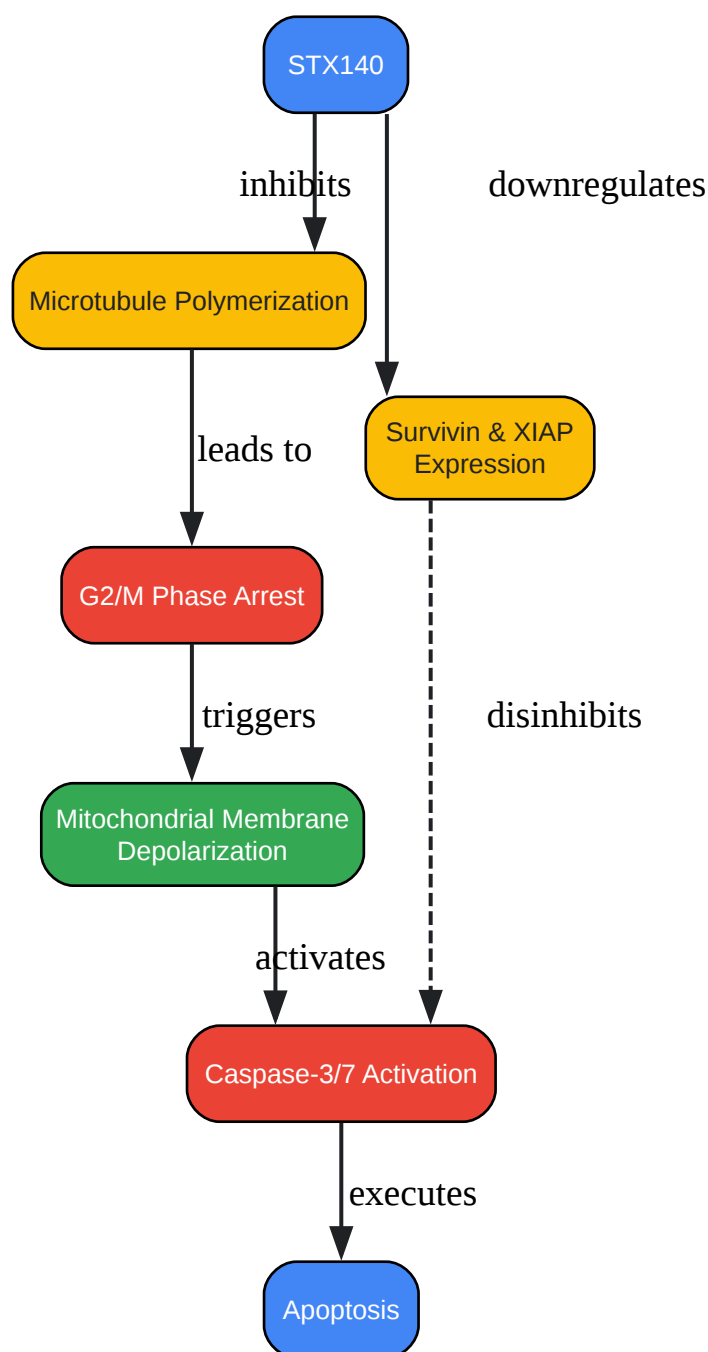 STX140
inhibits
downregulates
Microtubule Polymerization
Survivin & XIAP
Expression
leads to
G2/M Phase Arrest
triggers
disinhibits
Mitochondrial Membrane
Depolarization
activates
Caspase-3/7 Activation
executes
Apoptosis